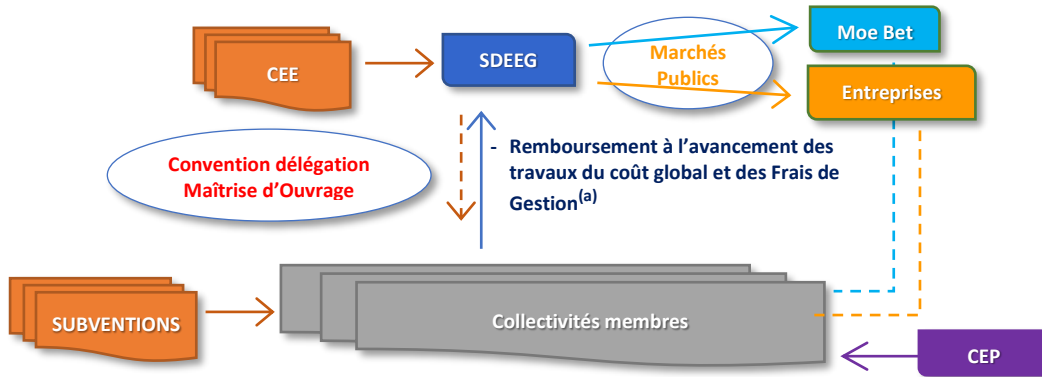 Moe Bet
CEE
SDEEG
Marchés
Publics
Entreprises
Convention délégation
Maîtrise d'Ouvrage
- Remboursement à l'avancement des
travaux du coût global et des Frais de
Gestion(a)
SUBVENTIONS
Collectivités membres
CEP